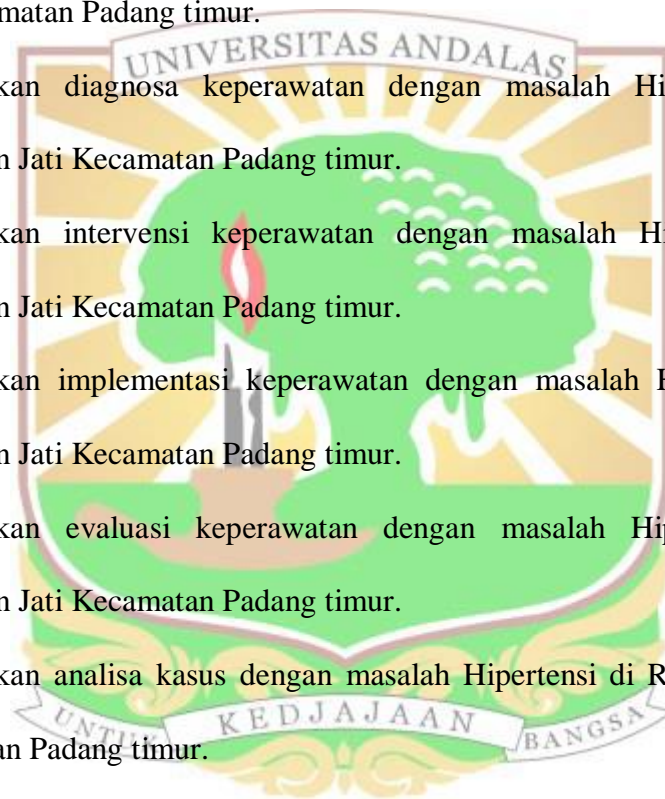 matan Padang timur.
UNIVERSITAS ANDALAS
kan diagnosa keperawatan dengan masalah Hi
n Jati Kecamatan Padang timur.
kan intervensi keperawatan dengan masalah Hi
n Jati Kecamatan Padang timur.
kan implementasi keperawatan dengan masalah H
n Jati Kecamatan Padang timur.
kan evaluasi keperawatan dengan masalah Hip
n Jati Kecamatan Padang timur.
kan analisa kasus dengan masalah Hipertensi di R
UNTUK KEDJAJAAN BANGSA
an Padang timur.